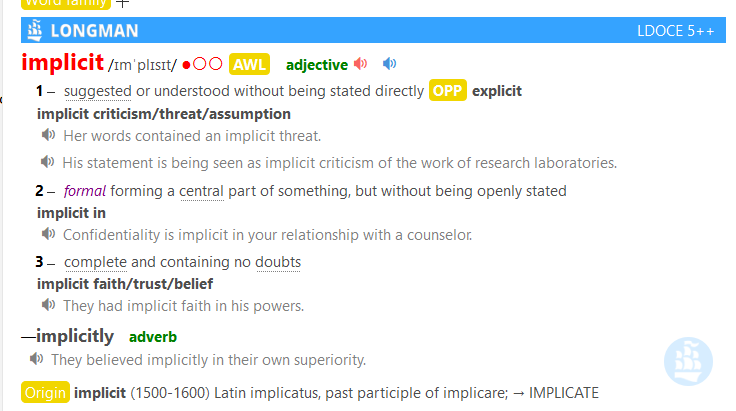 Word family
LONGMAN LDOCE 5++
implicit /ɪmˈplɪsɪt/ ●○○ AWL adjective
1 – suggested or understood without being stated directly OPP explicit
implicit criticism/threat/assumption
Her words contained an implicit threat.
His statement is being seen as implicit criticism of the work of research laboratories.
2 – formal forming a central part of something, but without being openly stated
implicit in
Confidentiality is implicit in your relationship with a counselor.
3 – complete and containing no doubts
implicit faith/trust/belief
They had implicit faith in his powers.
—implicitly adverb
They believed implicitly in their own superiority.
Origin implicit (1500-1600) Latin implicatus, past participle of implicare; → IMPLICATE